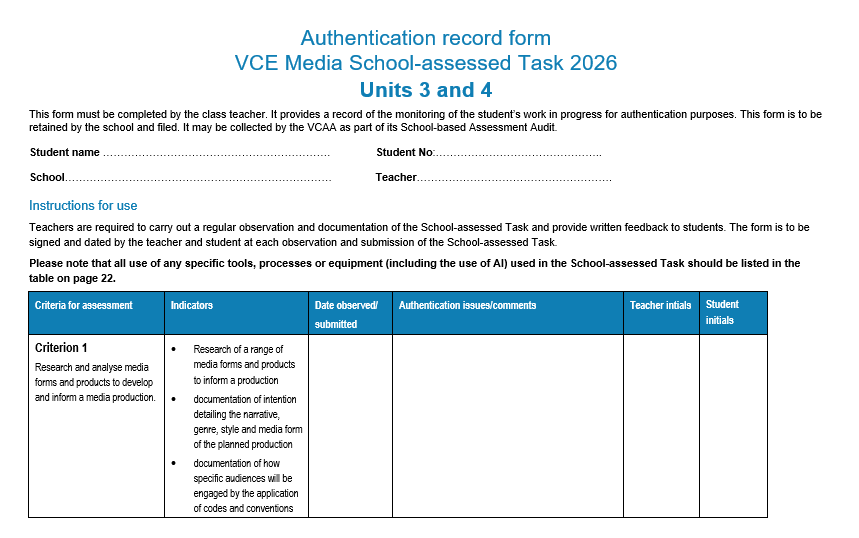 Authentication record form
VCE Media School-assessed Task 2026
Units 3 and 4
This form must be completed by the class teacher. It provides a record of the monitoring of the student's work in progress for authentication purposes. This form is to be
retained by the school and filed. It may be collected by the VCAA as part of its School-based Assessment Audit.
Student name ………………………………………………… Student No:……………………………………
School………………………………………………………… Teacher…………………………………………
Instructions for use
Teachers are required to carry out a regular observation and documentation of the School-assessed Task and provide written feedback to students. The form is to be
signed and dated by the teacher and student at each observation and submission of the School-assessed Task.
Please note that all use of any specific tools, processes or equipment (including the use of AI) used in the School-assessed Task should be listed in the
table on page 22.
Criteria for assessment
Indicators
Date observed/
submitted
Authentication issues/comments
Teacher intials
Student
initials
Criterion 1
Research and analyse media
forms and products to develop
and inform a media production.
• Research of a range of
media forms and products
to inform a production
• documentation of intention
detailing the narrative,
genre, style and media form
of the planned production
• documentation of how
specific audiences will be
engaged by the application
of codes and conventions